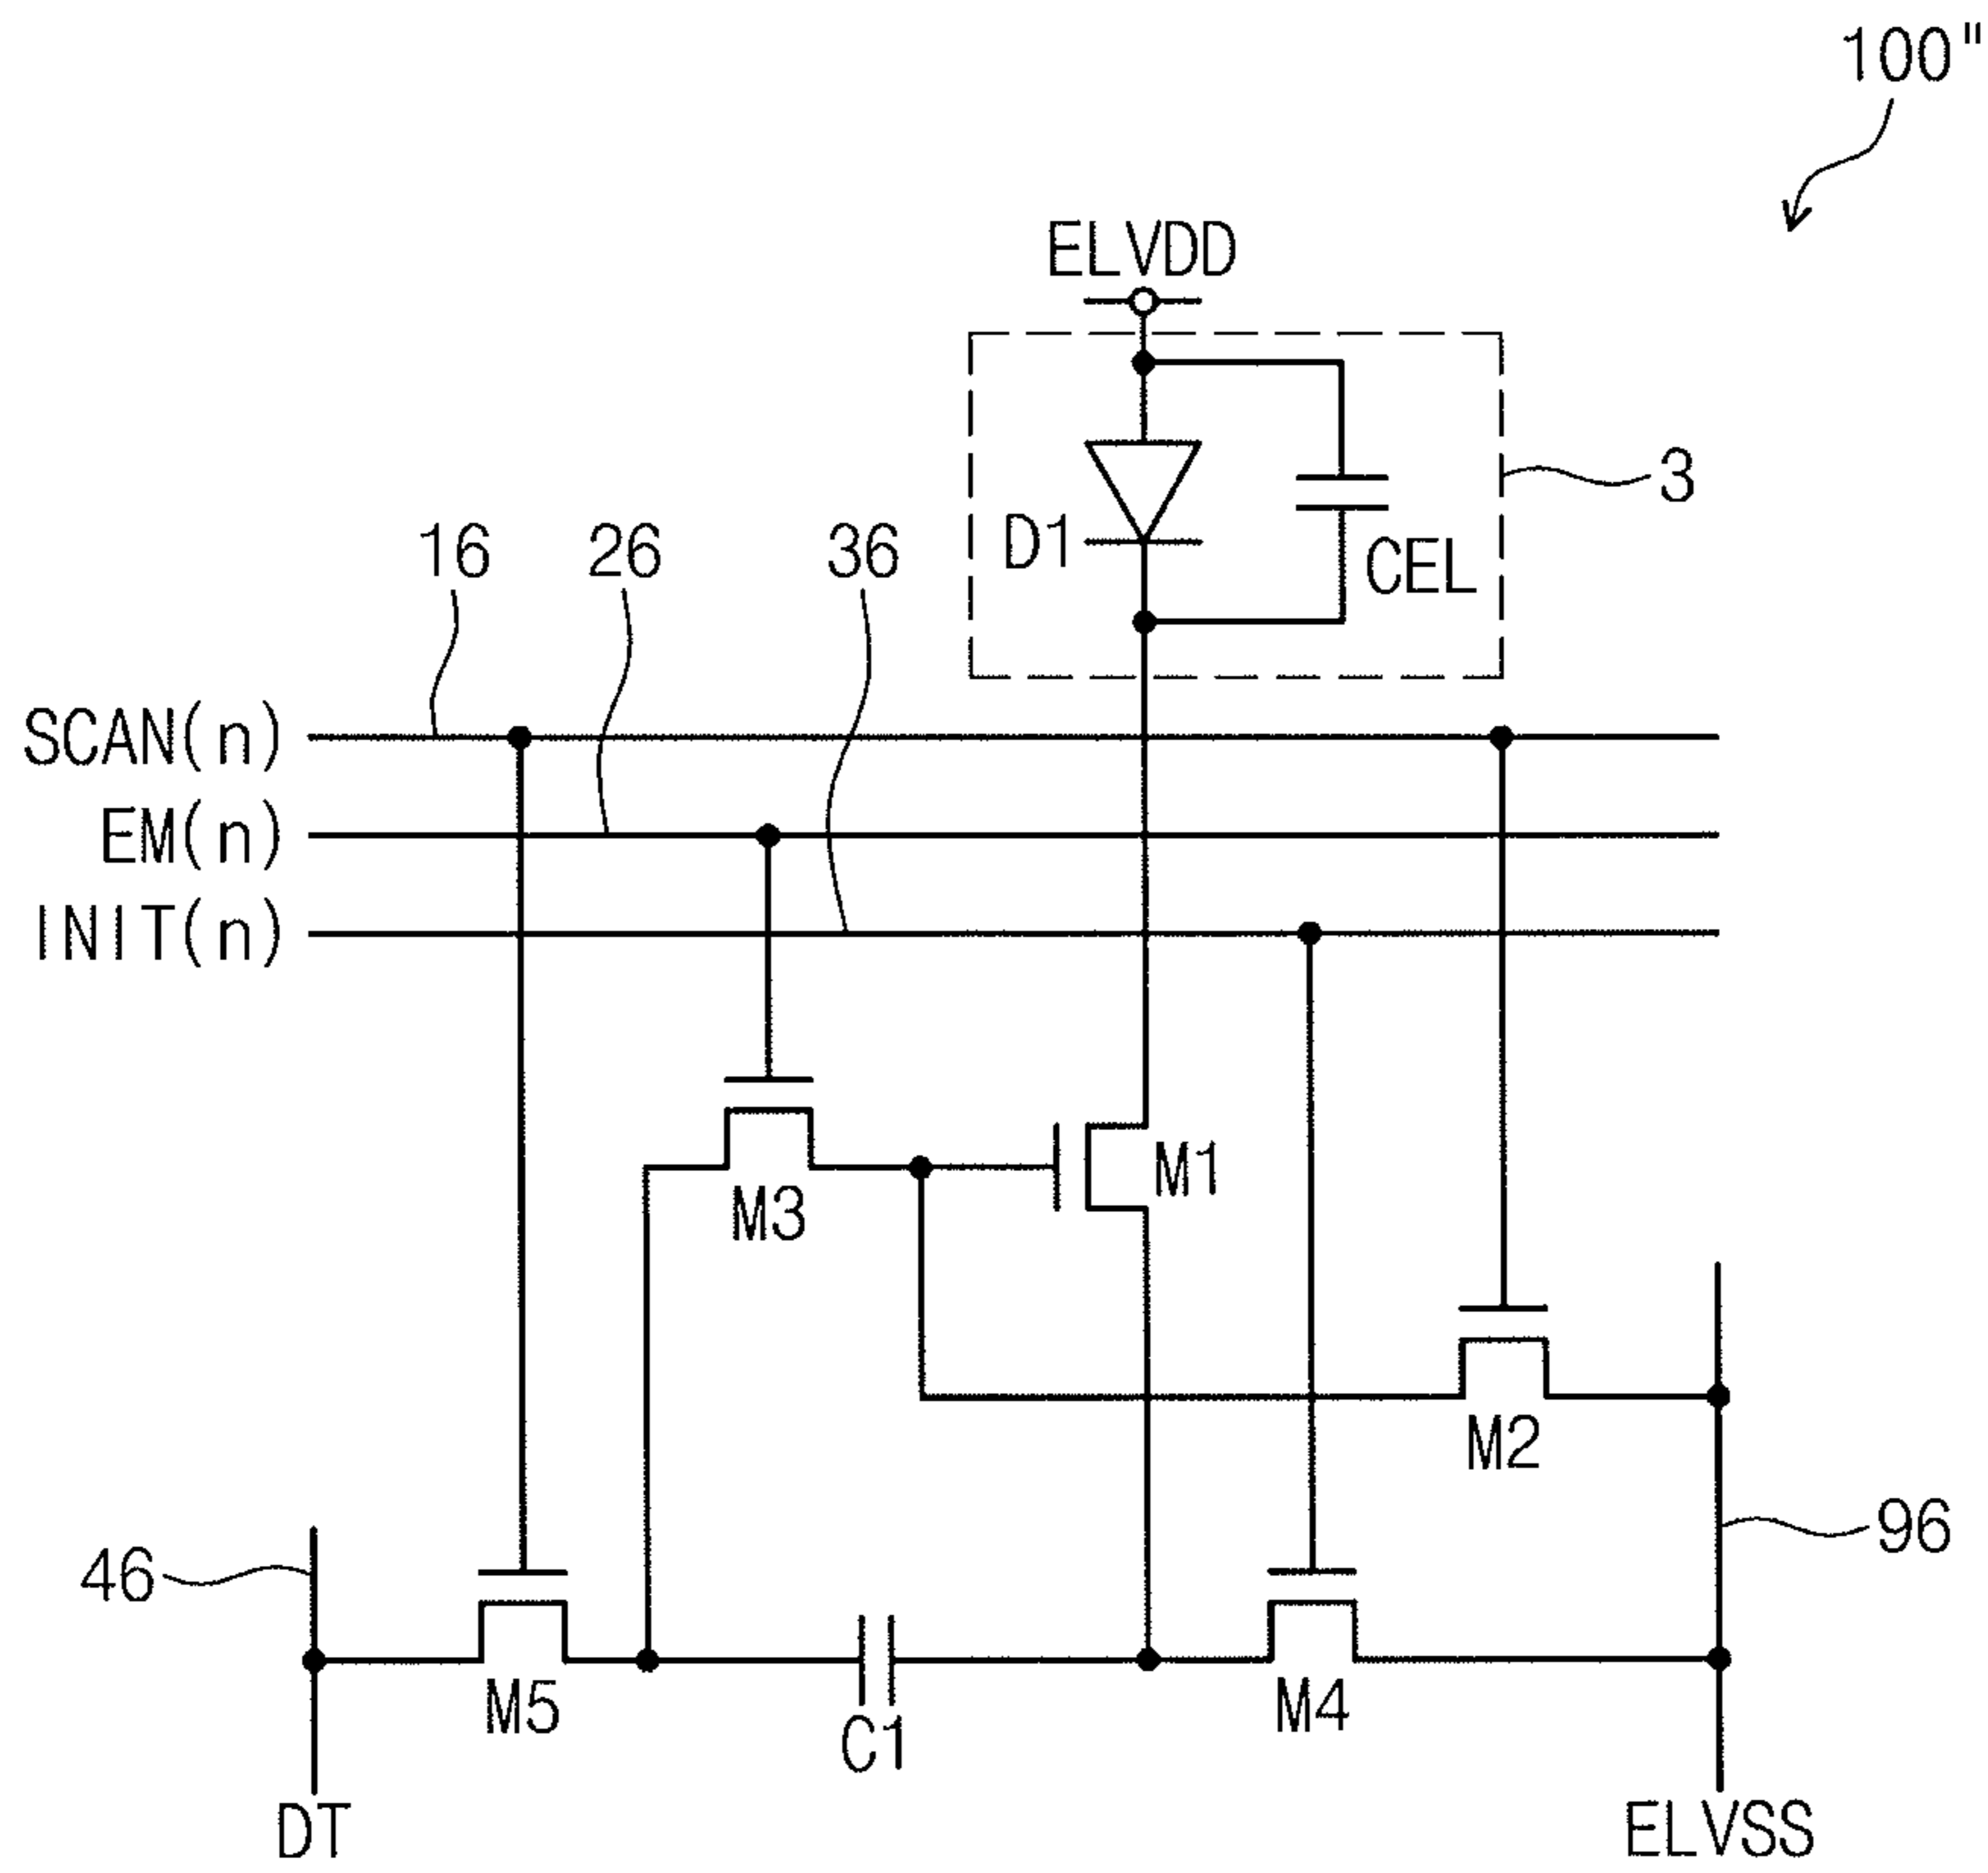 100"
ELVDD
3
D1
CEL
16
26
36
SCAN(n)
EM(n)
INIT(n)
M1
M3
M2
46
96
M5
C1
M4
DT
ELVSS